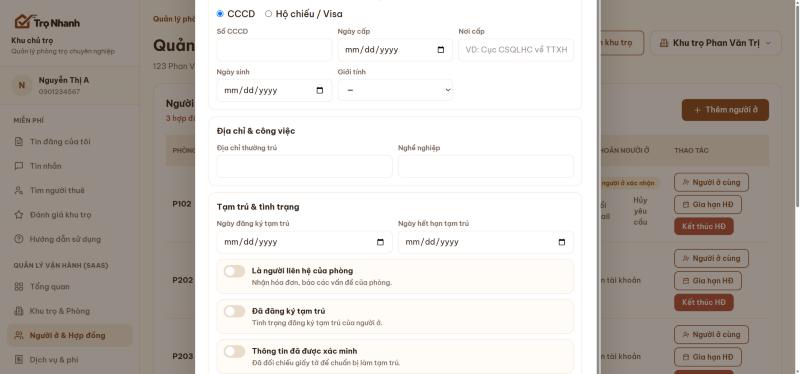 Trọ Nhanh
Khu chủ trọ
Quản lý phòng trọ chuyên nghiệp
N
Nguyễn Thị A
0901234567
MIỄN PHÍ
Tin đăng của tôi
Tin nhắn
Tìm người thuê
Đánh giá khu trọ
Hướng dẫn sử dụng
QUẢN LÝ VẬN HÀNH (SAAS)
Tổng quan
Khu trọ & Phòng
Người ở & Hợp đồng
Dịch vụ & phí
Quản
123 Phan V
Người
3 hợp đ
PHÒNG
P102
P202
P203
CCCD
Hộ chiếu / Visa
Số CCCD
Ngày cấp
Nơi cấp
mm/dd/yyyy
VD: Cục CSQLHC về TTXH
Ngày sinh
Giới tính
mm/dd/yyyy
—
Địa chỉ & công việc
Địa chỉ thường trú
Nghề nghiệp
Tạm trú & tình trạng
Ngày đăng ký tạm trú
Ngày hết hạn tạm trú
mm/dd/yyyy
mm/dd/yyyy
Là người liên hệ của phòng
Nhận hóa đơn, báo các vấn đề của phòng.
Đã đăng ký tạm trú
Tình trạng đăng ký tạm trú của người ở.
Thông tin đã được xác minh
Đã đối chiếu giấy tờ để chuẩn bị làm tạm trú.
khu trọ
Khu trọ Phan Văn Trị
+ Thêm người ở
KHOẢN NGƯỜI Ở
THAO TÁC
người ở xác nhận
Hủy
yêu
cầu
Người ở cùng
Gia hạn HĐ
Kết thúc HĐ
n tài khoản
Người ở cùng
Gia hạn HĐ
Kết thúc HĐ
n tài khoản
Người ở cùng
Gia hạn HĐ